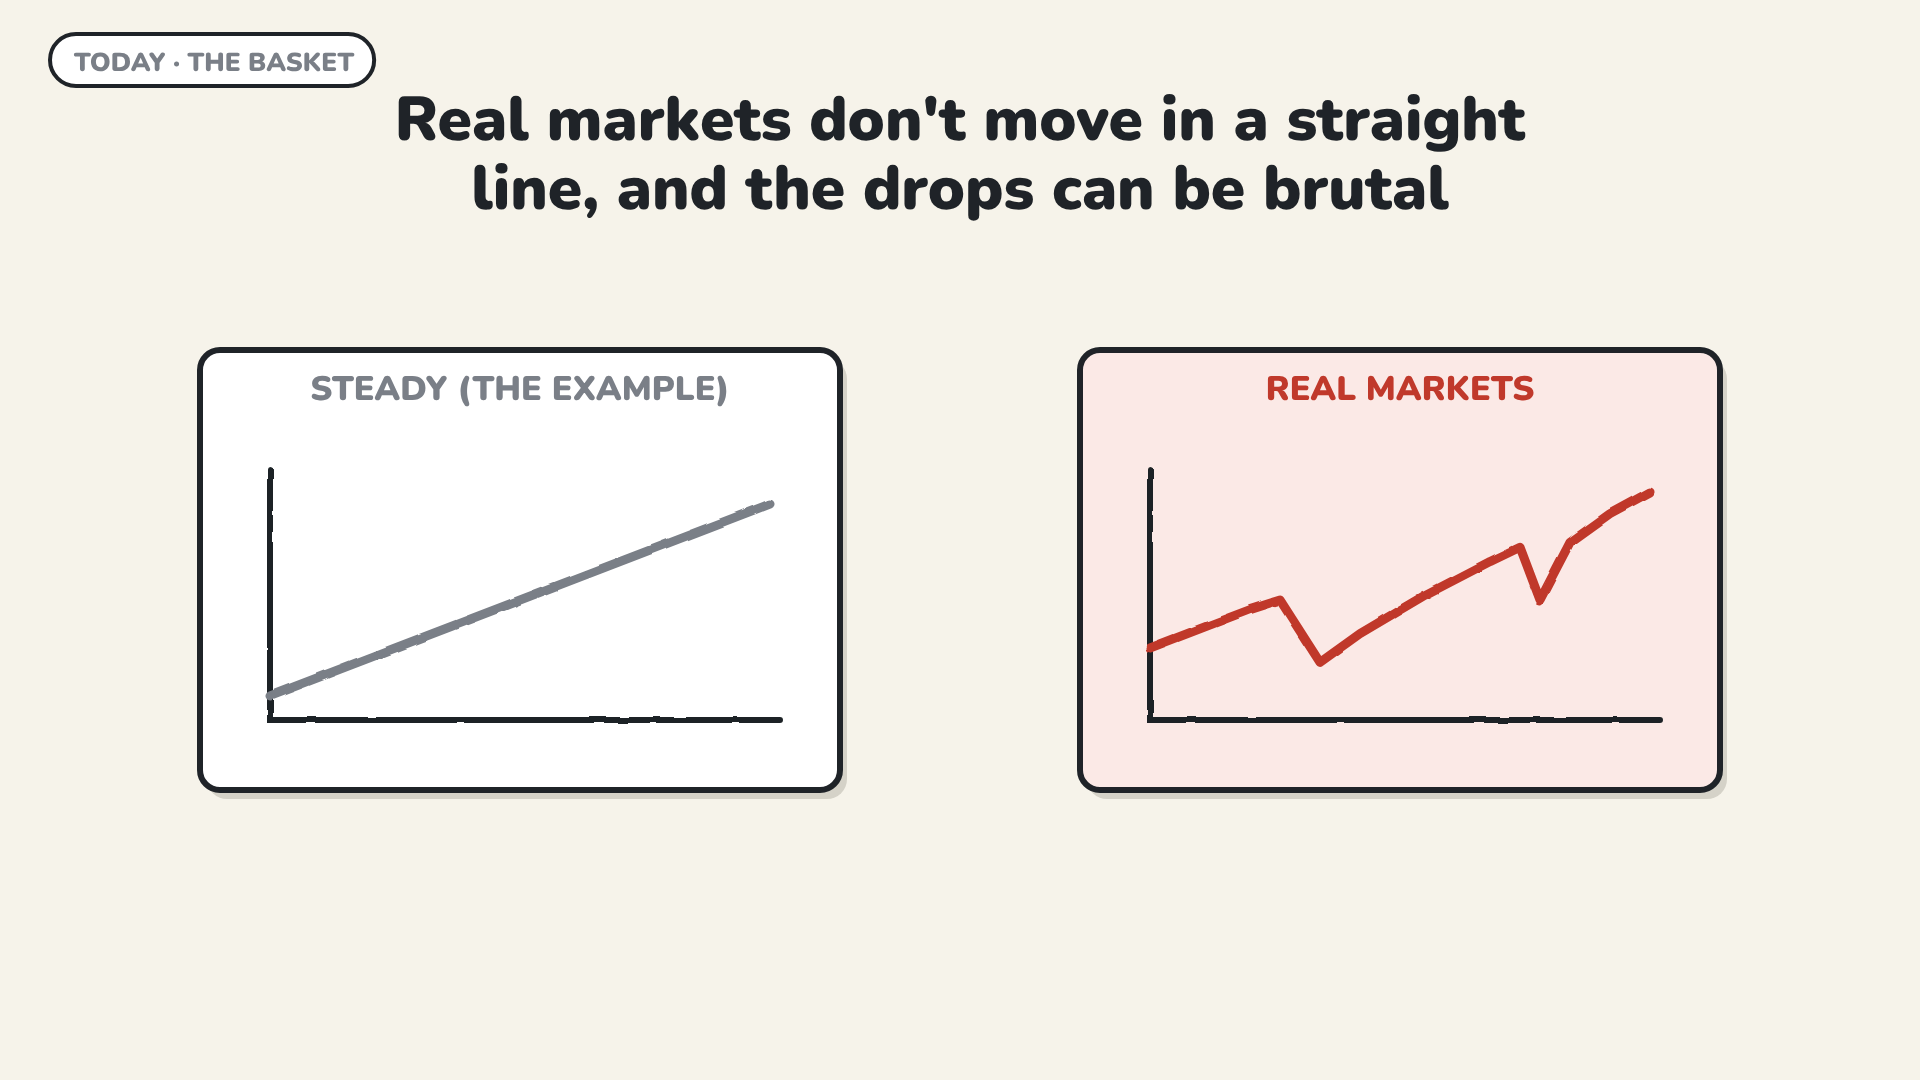 TODAY · THE BASKET
Real markets don't move in a straight
line, and the drops can be brutal
STEADY (THE EXAMPLE)
REAL MARKETS